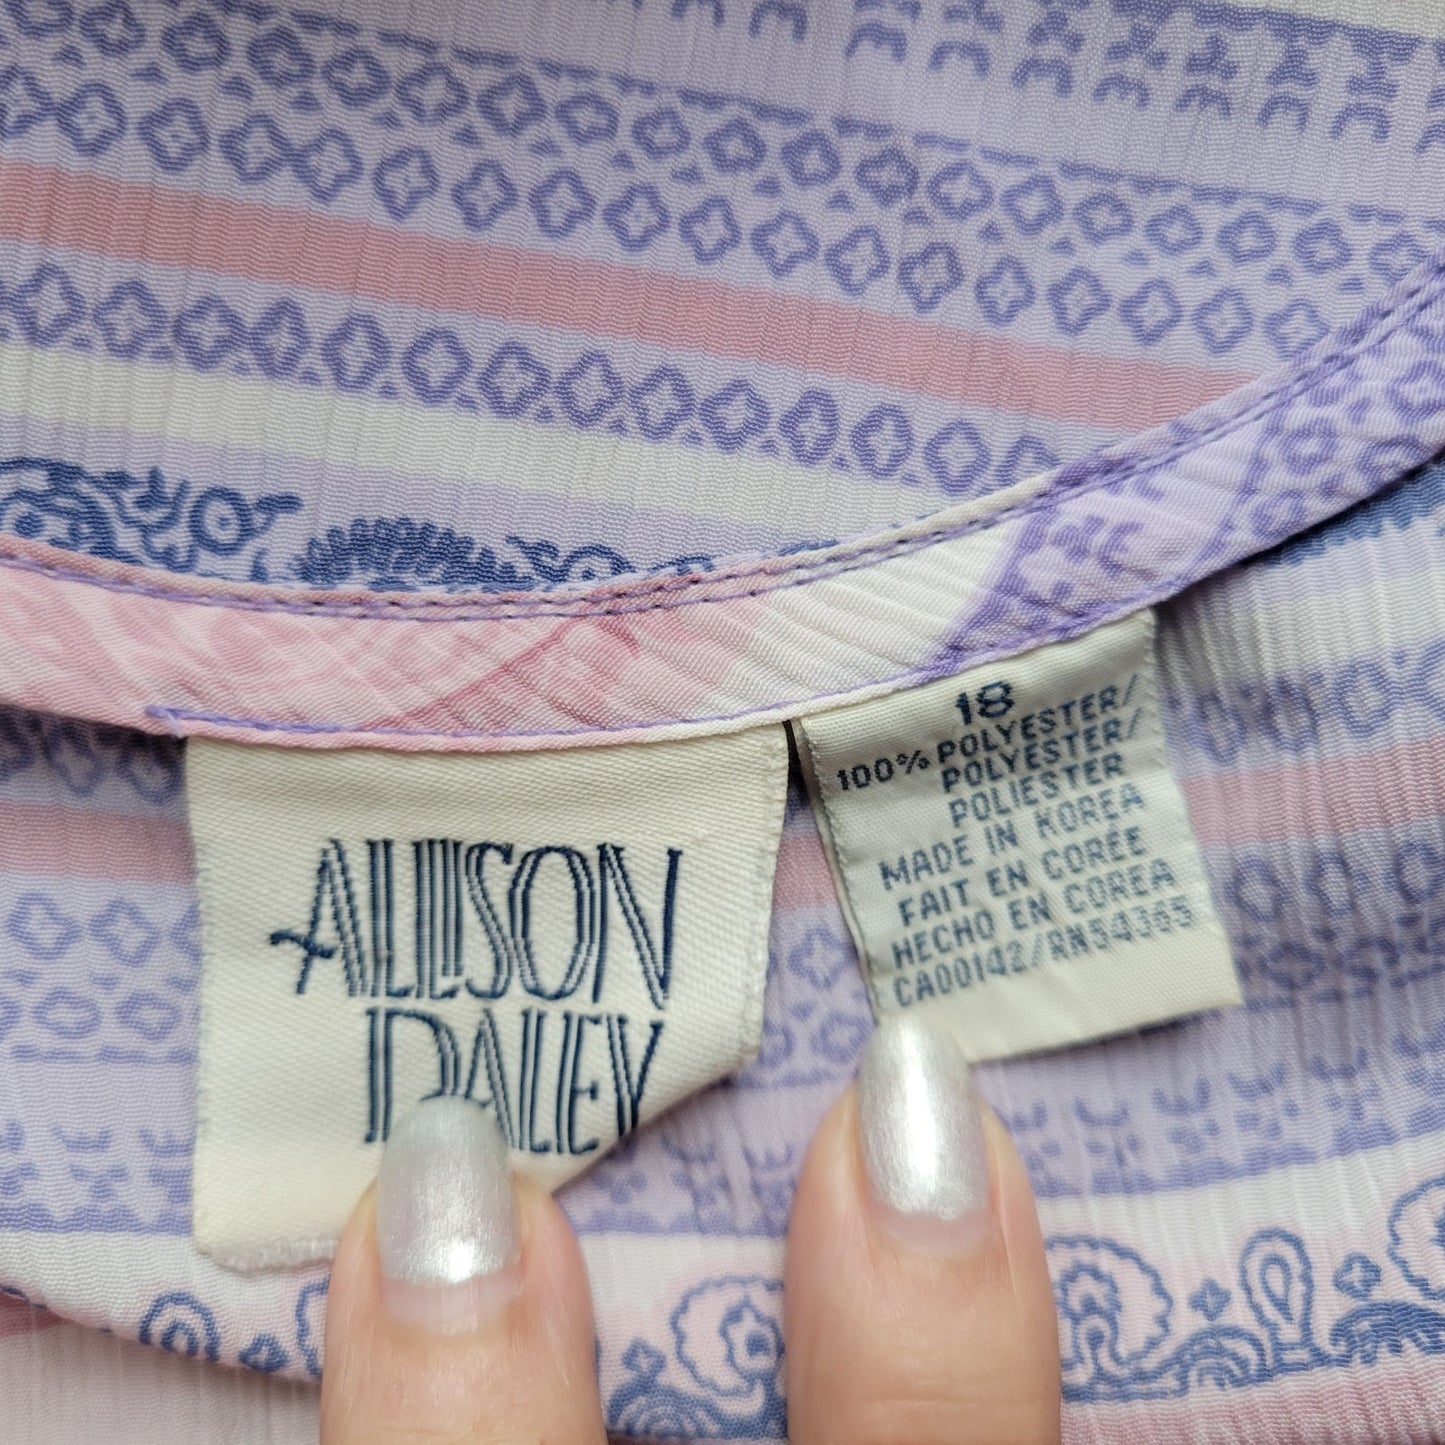 ALLISON
DALEY
18
100% POLYESTER/
POLYESTER/
POLIESTER
MADE IN KOREA
FAIT EN CORÉE
HECHO EN COREA
CA00142/RN54365